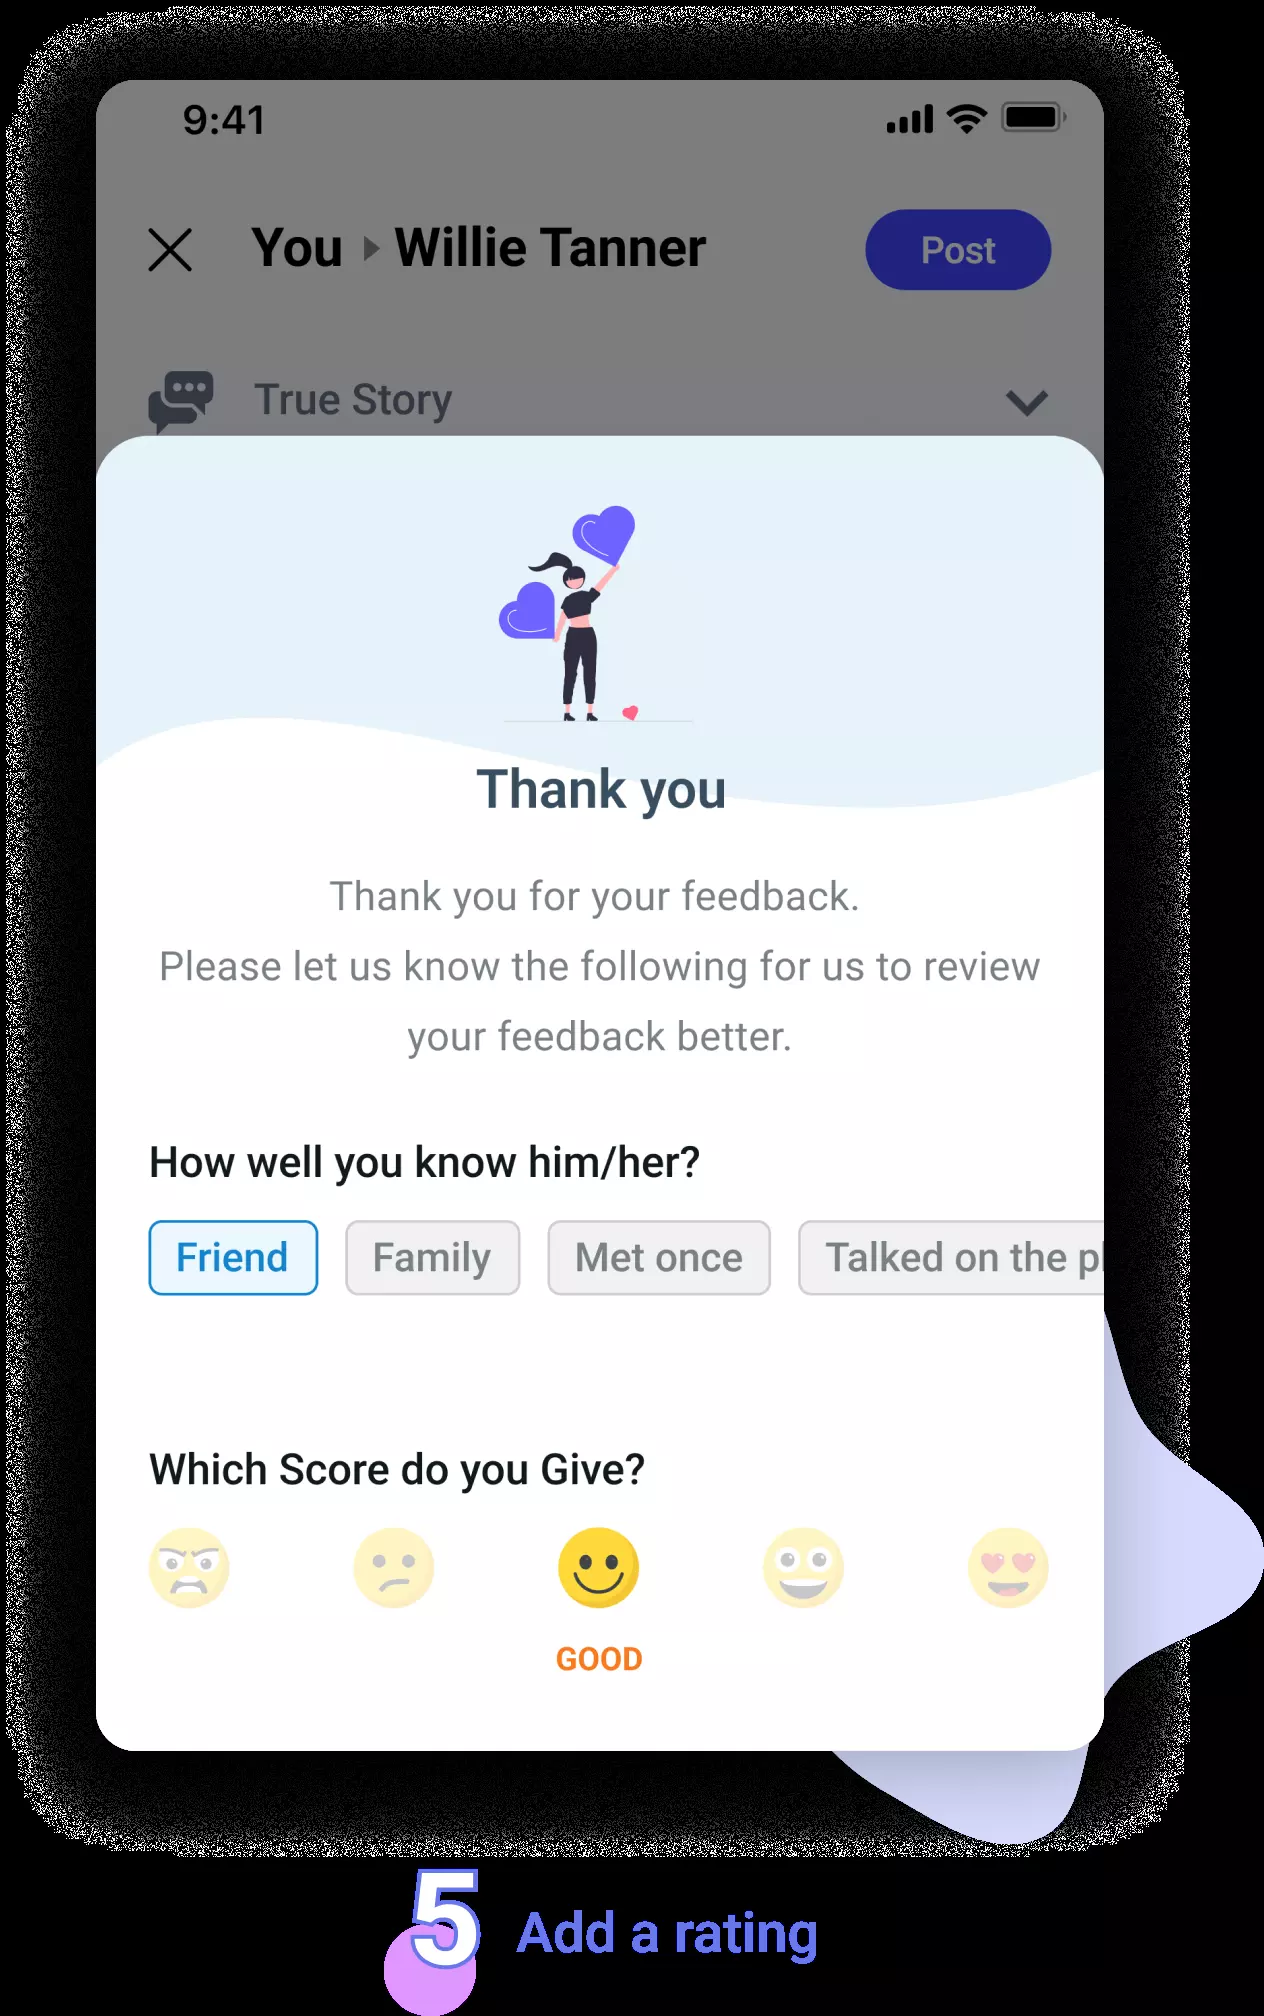 9:41
You Willie Tanner
Post
True Story
Thank you
Thank you for your feedback.
Please let us know the following for us to review
your feedback better.
How well you know him/her?
Friend Family Met once Talked on the
Which Score do you Give?
GOOD
5 Add a rating